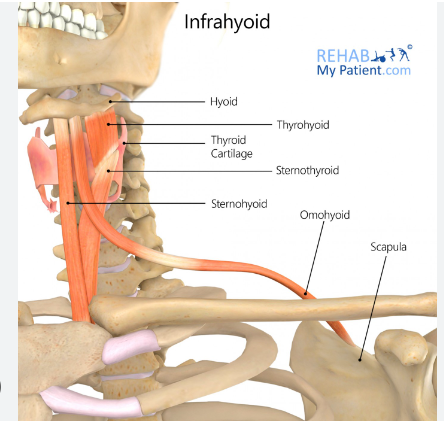 Infrahyoid
REHAB
My Patient.com
Hyoid
Thyrohyoid
Thyroid
Cartilage
Sternothyroid
Sternohyoid
Omohyoid
Scapula